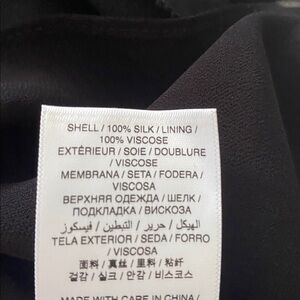 SHELL / 100% SILK / LINING /
100% VISCOSE
EXTÉRIEUR / SOIE / DOUBLURE
/ VISCOSE
MEMBRANA / SETA / FODERA /
VISCOSA
ВЕРХНЯЯ ОДЕЖДА / ШЕЛК /
ПОДКЛАДКА / ВИСКОЗА
الهيكل / حرير / التبطين / فيسكوز
TELA EXTERIOR / SEDA / FORRO
/ VISCOSA
面料 / 真丝 / 里料 / 粘纤
겉감 / 실크 / 안감 / 비스코스
MADE WITH CARE IN CHINA /